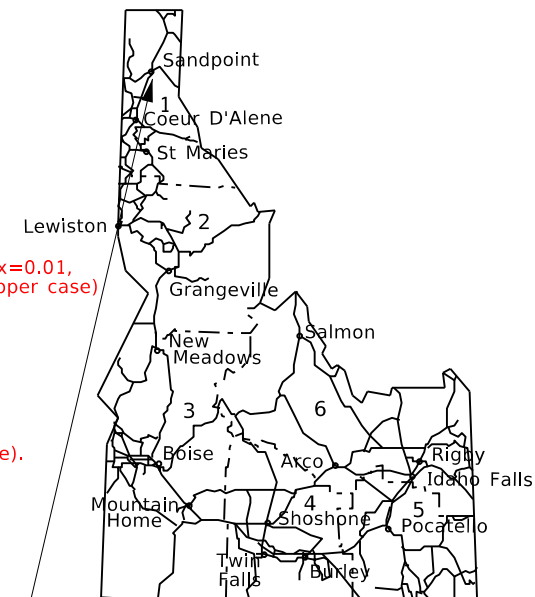 Sandpoint
1
Coeur D'Alene
St Maries
2
Lewiston
x=0.01,
pper case)
Grangeville
Salmon
New
Meadows
3
6
e).
Boise
Arco
Rigby
Idaho Falls
Mountain
Home
4
5
Shoshone
Pocatello
Twin
Falls
Burley